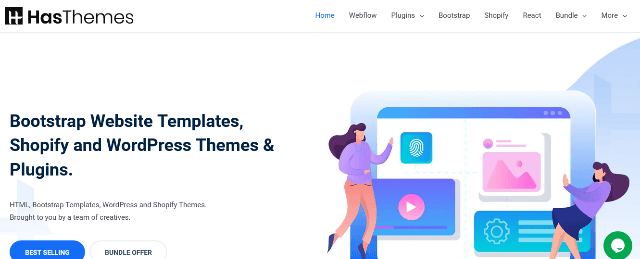 HasThemes
Home Webflow Plugins Bootstrap Shopify React Bundle More
Bootstrap Website Templates,
Shopify and WordPress Themes &
Plugins.
HTML, Bootstrap Templates, WordPress and Shopify Themes.
Brought to you by a team of creatives.
BEST SELLING BUNDLE OFFER